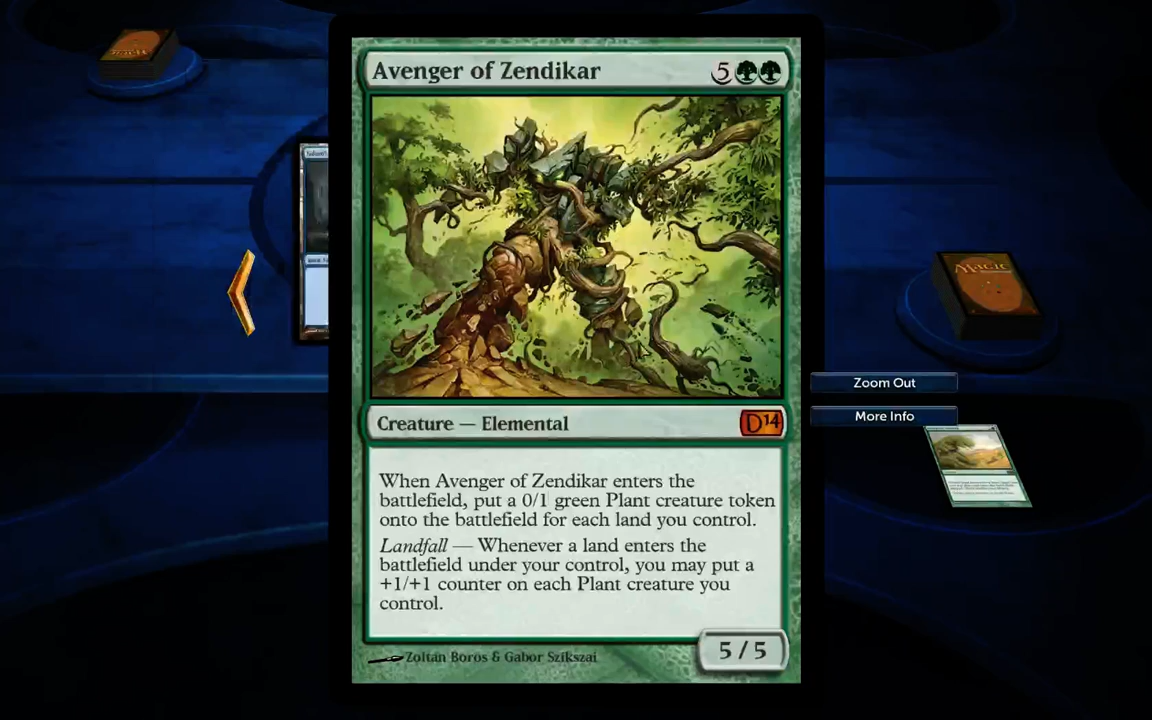 Avenger of Zendikar 5
Creature — Elemental D14
When Avenger of Zendikar enters the
battlefield, put a 0/1 green Plant creature token
onto the battlefield for each land you control.
Landfall — Whenever a land enters the
battlefield under your control, you may put a
+1/+1 counter on each Plant creature you
control.
Zoltan Boros & Gabor Szikszai
5/5
MAGIC
Zoom Out
More Info